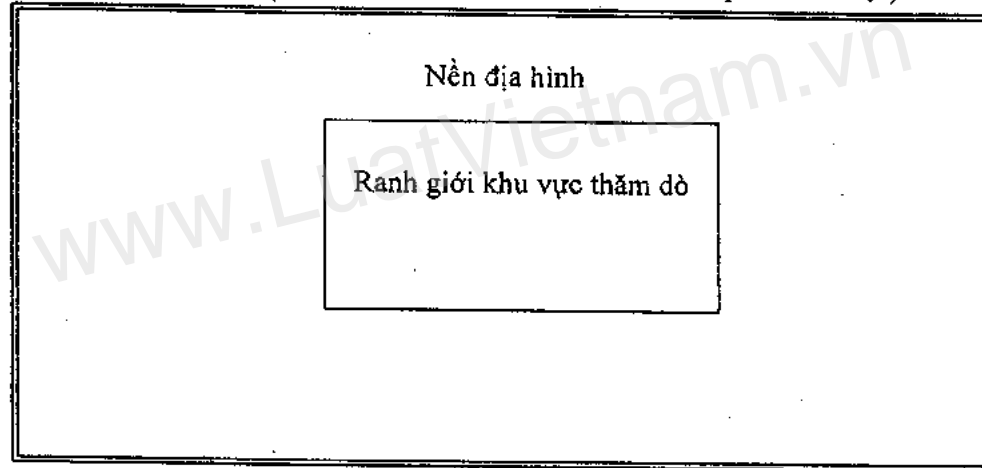 Nền địa hình
Ranh giới khu vực thăm dò
www.LuatVietnam.vn